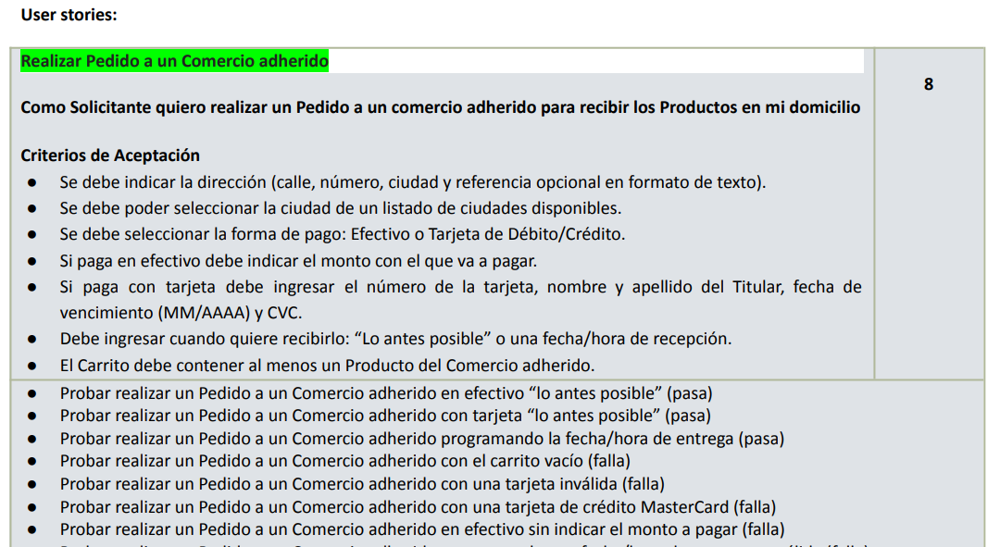 User stories:
Realizar Pedido a un Comercio adherido
8
Como Solicitante quiero realizar un Pedido a un comercio adherido para recibir los Productos en mi domicilio
Criterios de Aceptación
● Se debe indicar la dirección (calle, número, ciudad y referencia opcional en formato de texto).
● Se debe poder seleccionar la ciudad de un listado de ciudades disponibles.
● Se debe seleccionar la forma de pago: Efectivo o Tarjeta de Débito/Crédito.
● Si paga en efectivo debe indicar el monto con el que va a pagar.
● Si paga con tarjeta debe ingresar el número de la tarjeta, nombre y apellido del Titular, fecha de
vencimiento (MM/AAAA) y CVC.
● Debe ingresar cuando quiere recibirlo: “Lo antes posible” o una fecha/hora de recepción.
● El Carrito debe contener al menos un Producto del Comercio adherido.
● Probar realizar un Pedido a un Comercio adherido en efectivo “lo antes posible” (pasa)
● Probar realizar un Pedido a un Comercio adherido con tarjeta “lo antes posible” (pasa)
● Probar realizar un Pedido a un Comercio adherido programando la fecha/hora de entrega (pasa)
● Probar realizar un Pedido a un Comercio adherido con el carrito vacío (falla)
● Probar realizar un Pedido a un Comercio adherido con una tarjeta inválida (falla)
● Probar realizar un Pedido a un Comercio adherido con una tarjeta de crédito MasterCard (falla)
● Probar realizar un Pedido a un Comercio adherido en efectivo sin indicar el monto a pagar (falla)